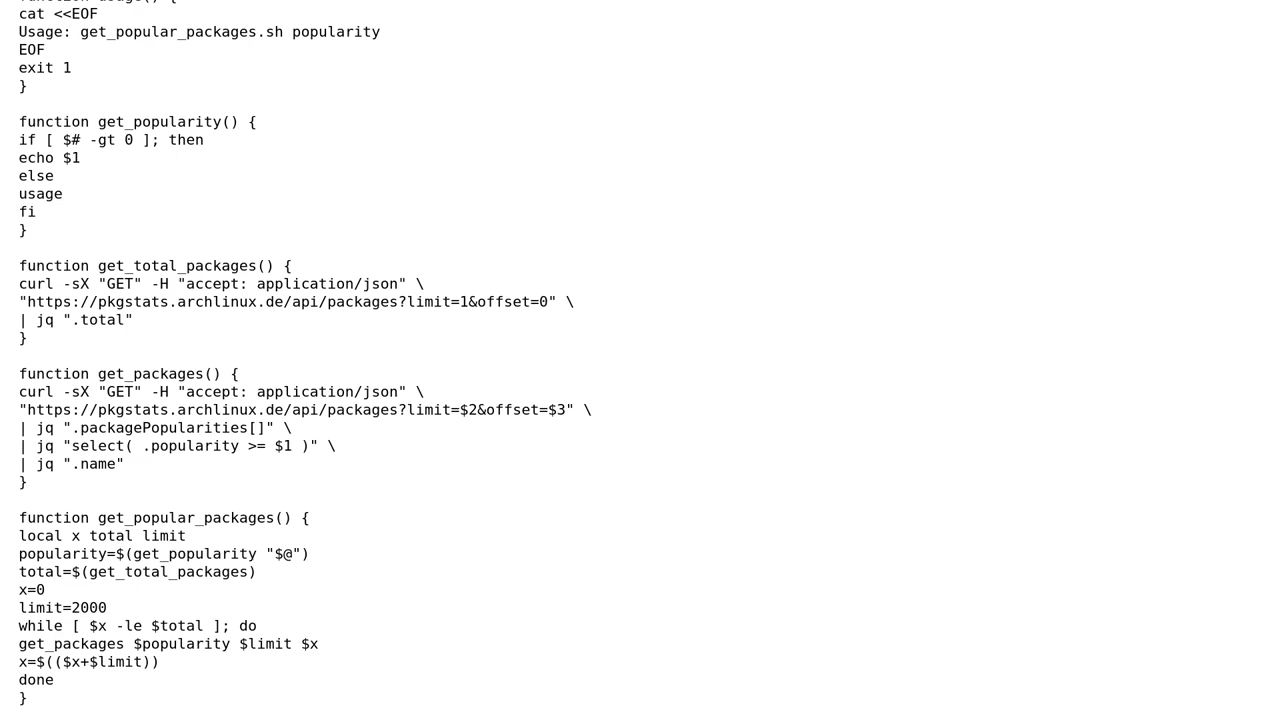 cat <<EOF
Usage: get_popular_packages.sh popularity
EOF
exit 1
}
function get_popularity() {
if [ $# -gt 0 ]; then
echo $1
else
usage
fi
}
function get_total_packages() {
curl -sX "GET" -H "accept: application/json" \
"https://pkgstats.archlinux.de/api/packages?limit=1&offset=0" \
| jq ".total"
}
function get_packages() {
curl -sX "GET" -H "accept: application/json" \
"https://pkgstats.archlinux.de/api/packages?limit=$2&offset=$3" \
| jq ".packagePopularities[]" \
| jq "select( .popularity >= $1 )" \
| jq ".name"
}
function get_popular_packages() {
local x total limit
popularity=$(get_popularity "$@")
total=$(get_total_packages)
x=0
limit=2000
while [ $x -le $total ]; do
get_packages $popularity $limit $x
x=$(($x+$limit))
done
}